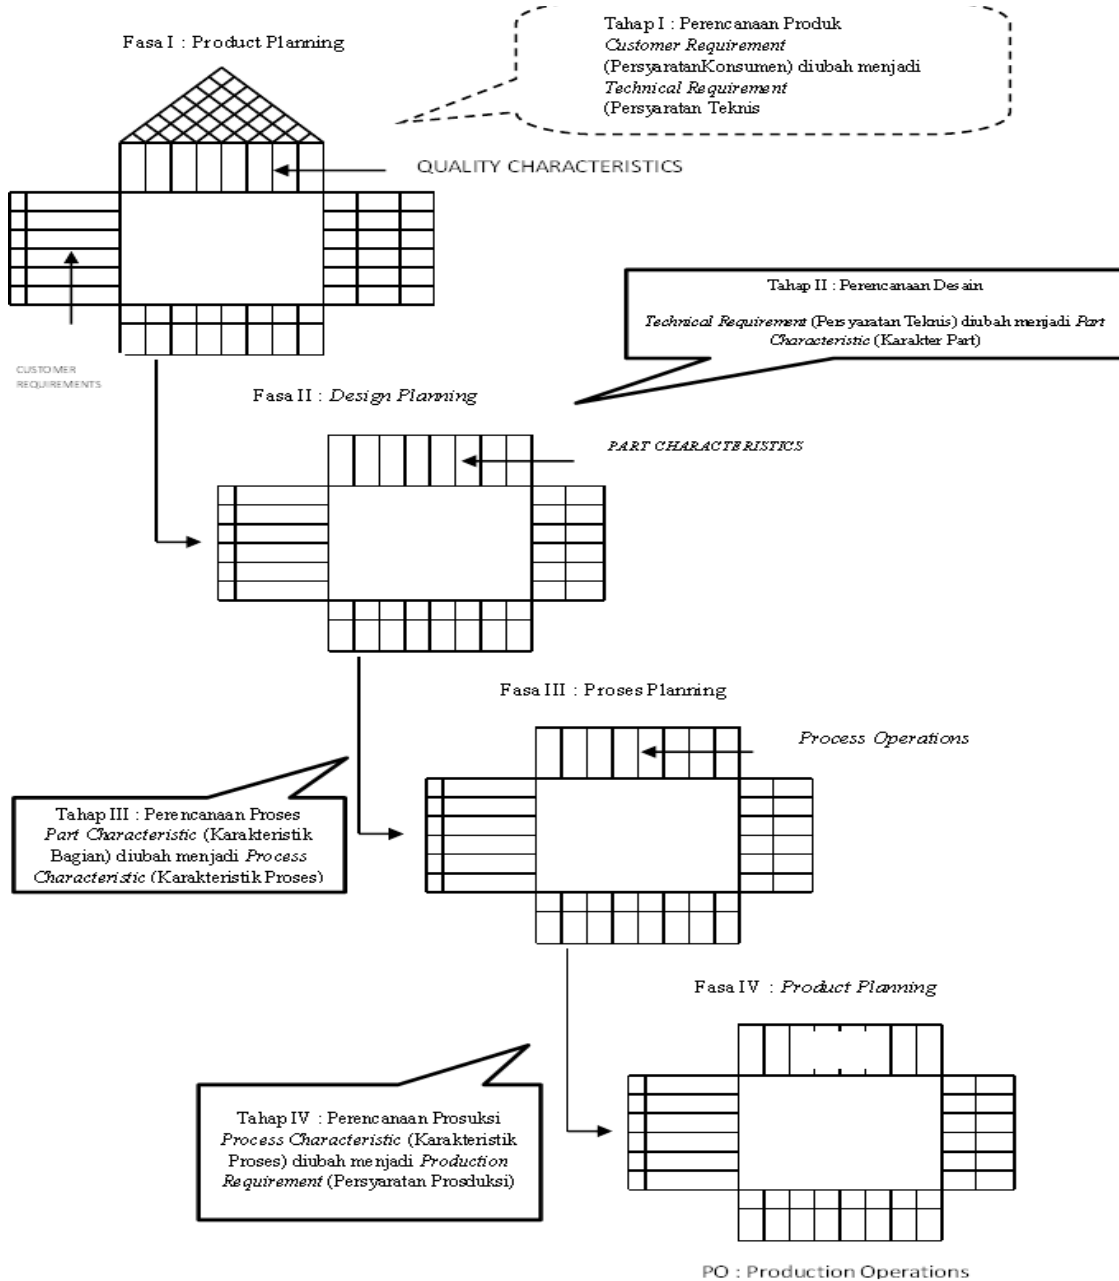 Fasa I : Product Planning
Tahap I : Perencanaan Produk
Customer Requirement
(PersyaratanKonsumen) diubah menjadi
Technical Requirement
(Persyaratan Teknis
QUALITY CHARACTERISTICS
CUSTOMER
REQUIREMENTS
Tahap II : Perencanaan Desain
Technical Requirement (Persyaratan Teknis) diubah menjadi Part
Characteristic (Karakter Part)
Fasa II : Design Planning
PART CHARACTERISTICS
Fasa III : Proses Planning
Process Operations
Tahap III : Perencanaan Proses
Part Characteristic (Karakteristik
Bagian) diubah menjadi Process
Characteristic (Karakteristik Proses)
Fasa IV : Product Planning
Tahap IV : Perencanaan Prosuksi
Process Characteristic (Karakteristik
Proses) diubah menjadi Production
Requirement (Persyaratan Prosduksi)
PO : Production Operations